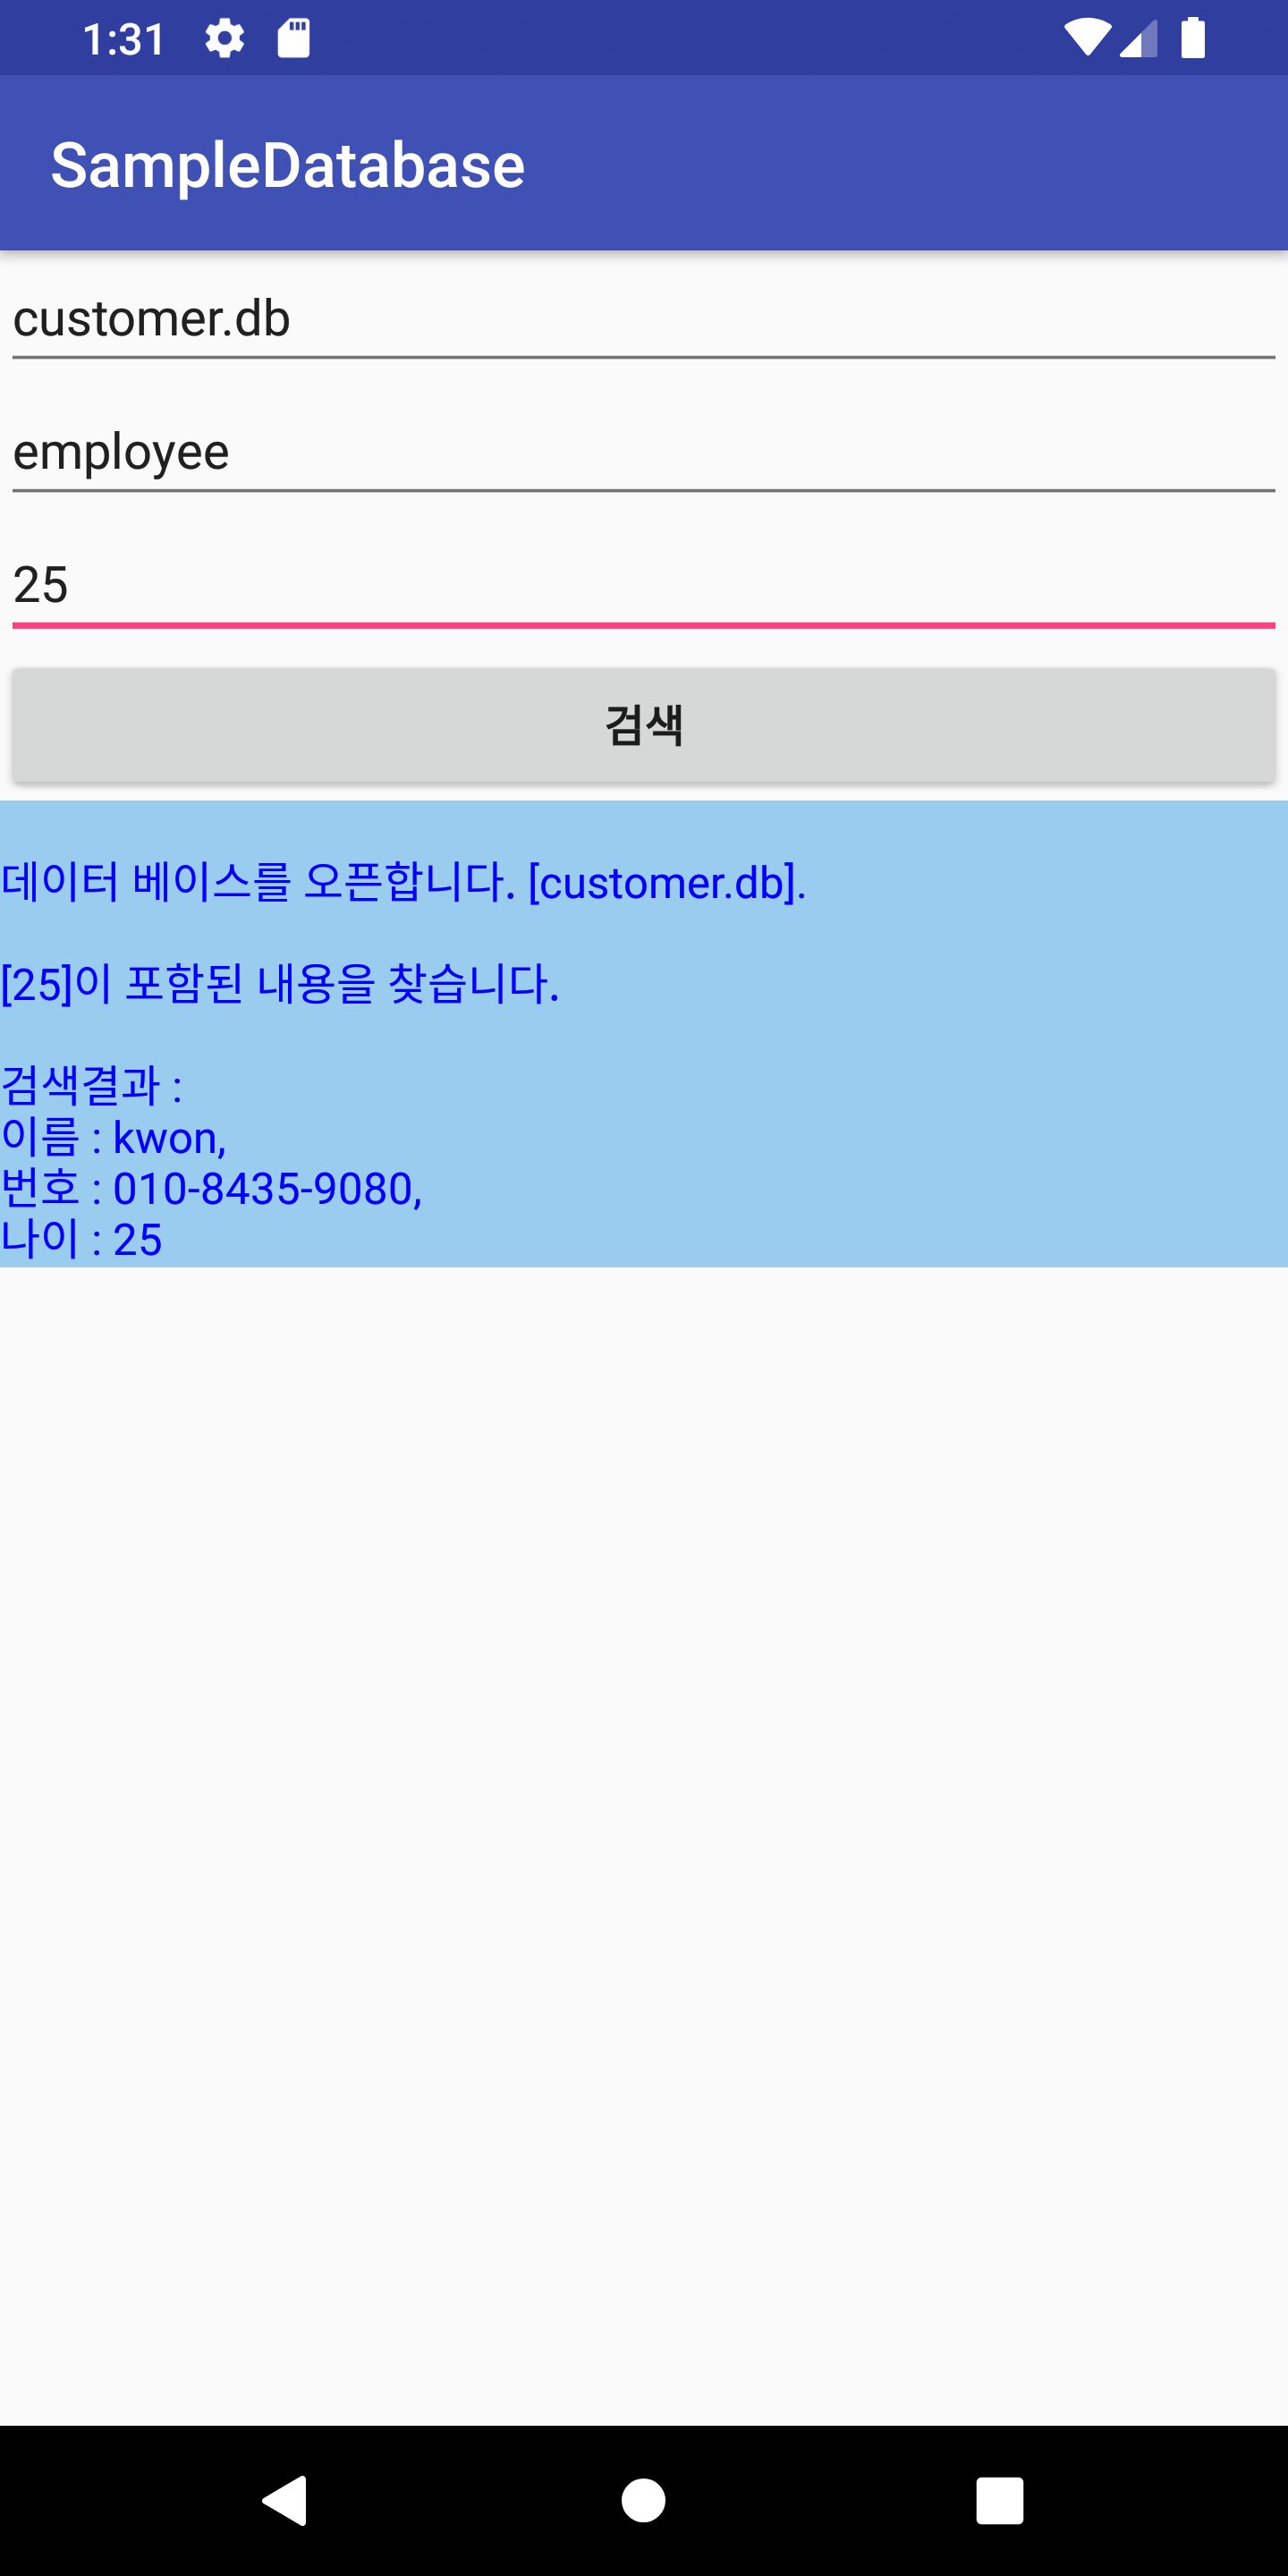 1:31
SampleDatabase
customer.db
employee
25
검색
데이터 베이스를 오픈합니다. [customer.db].
[25]이 포함된 내용을 찾습니다.
검색결과 :
이름 : kwon,
번호 : 010-8435-9080,
나이 : 25